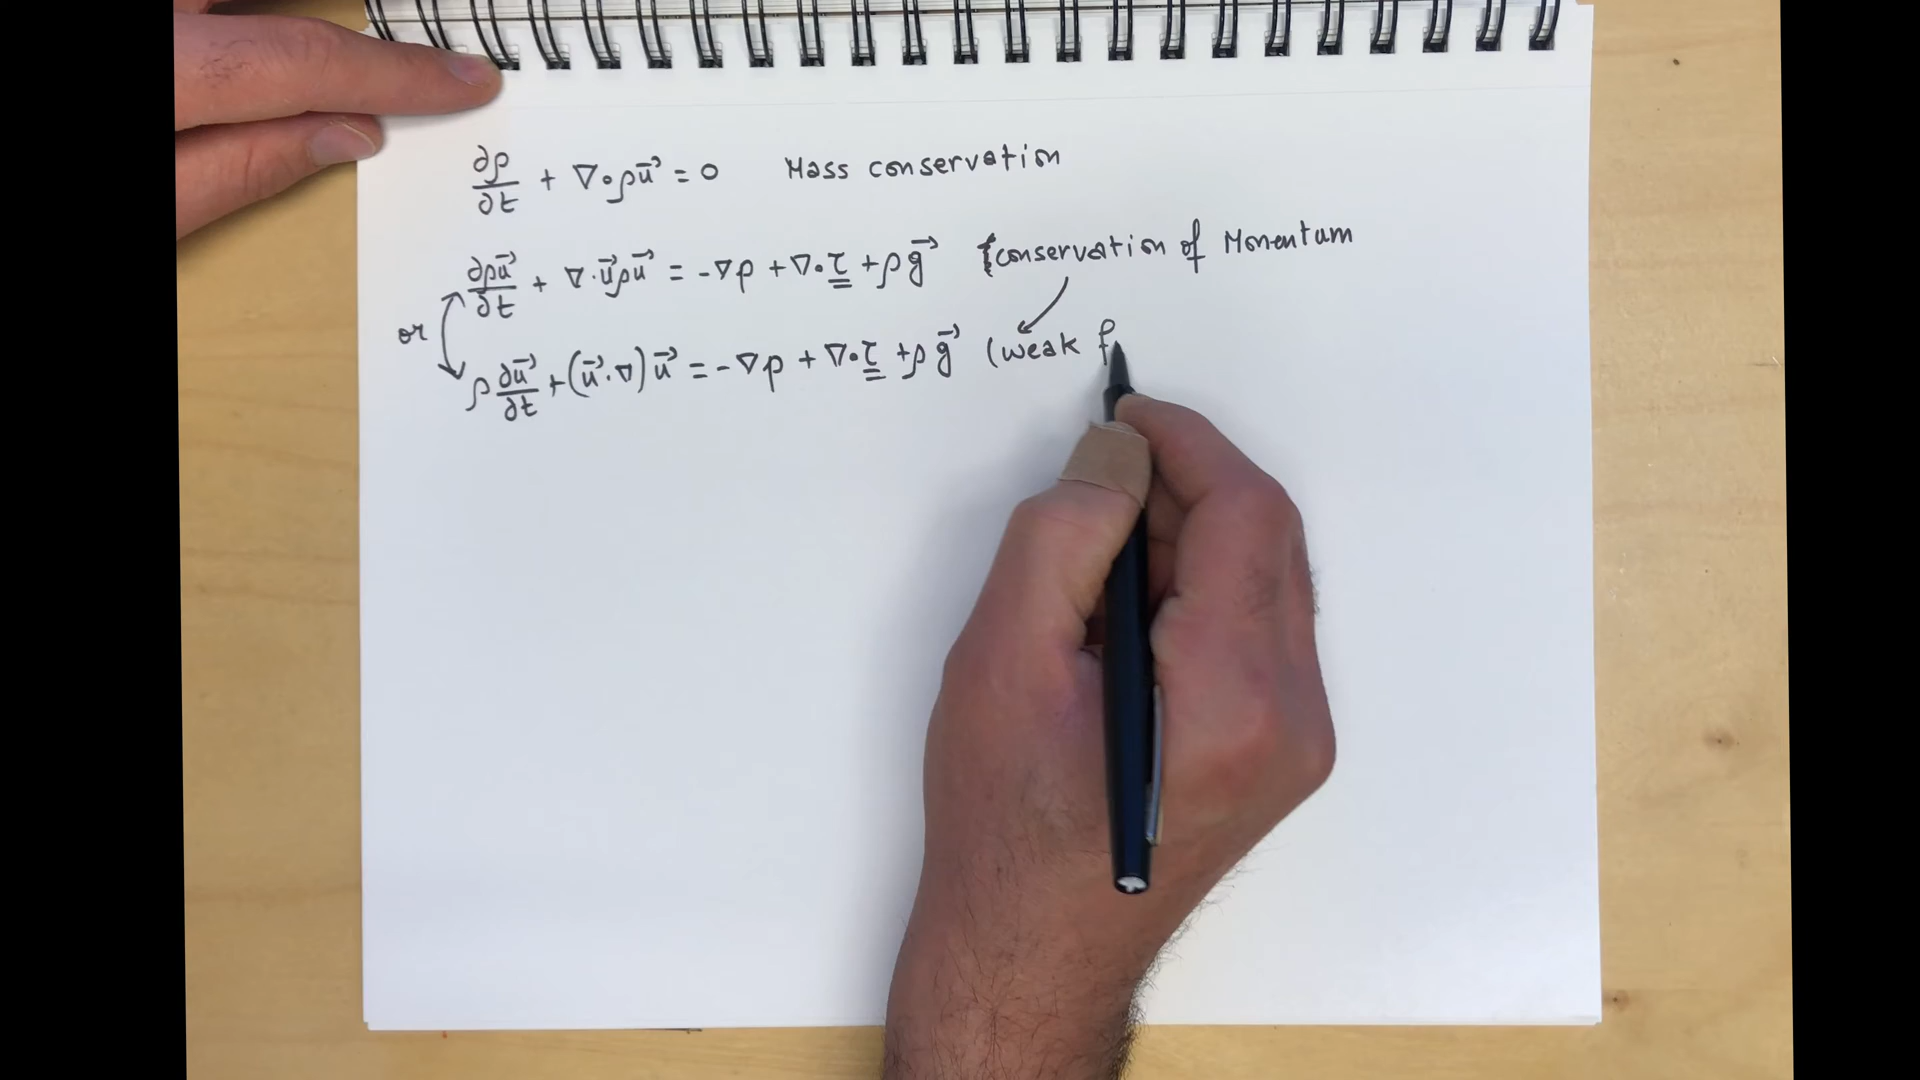 ∂ρ/∂t + ∇∘ρu⃗ = 0 Mass conservation
∂ρu⃗/∂t + ∇·u⃗ρu⃗ = -∇p + ∇·τ + ρg⃗ (conservation of Momentum
or
ρ ∂u⃗/∂t + (u⃗·∇)u⃗ = -∇p + ∇·τ + ρg⃗ (weak f